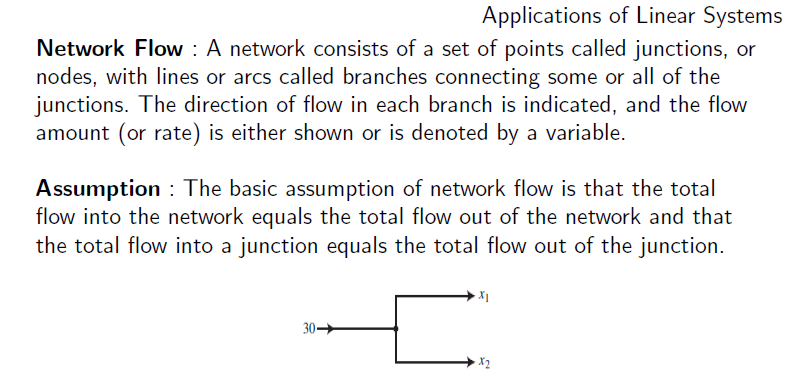 Applications of Linear Systems
Network Flow : A network consists of a set of points called junctions, or
nodes, with lines or arcs called branches connecting some or all of the
junctions. The direction of flow in each branch is indicated, and the flow
amount (or rate) is either shown or is denoted by a variable.
Assumption : The basic assumption of network flow is that the total
flow into the network equals the total flow out of the network and that
the total flow into a junction equals the total flow out of the junction.
x₁
30
x₂